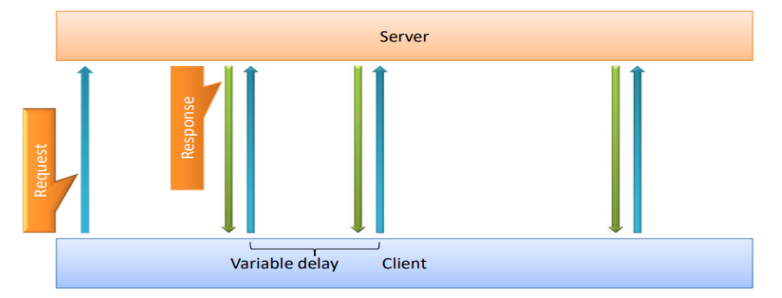 Server
Request
Response
Variable delay
Client